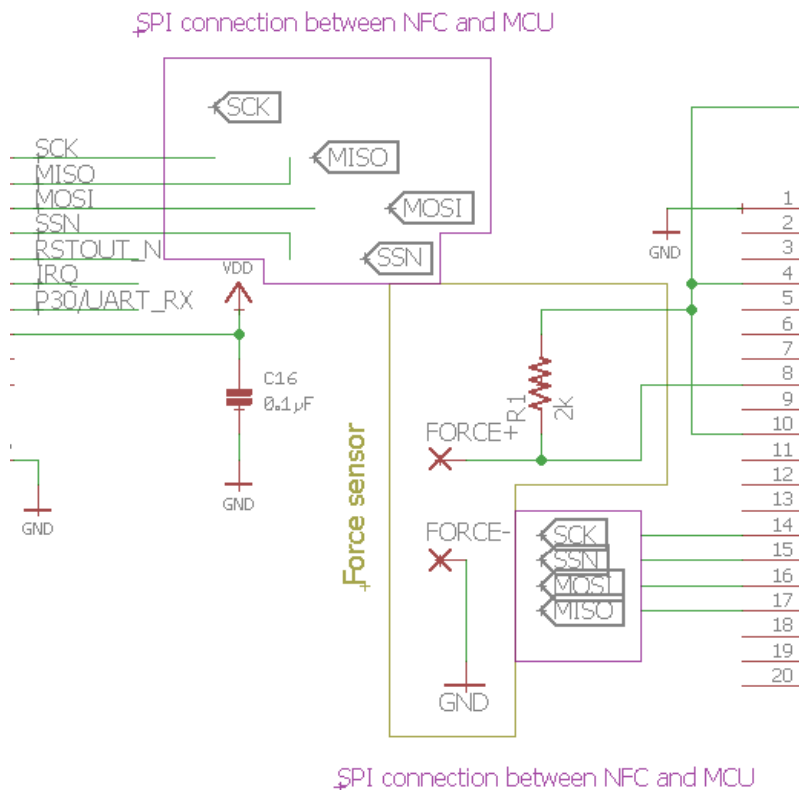 SPI connection between NFC and MCU
SCK
MISO
MOSI
SSN
SCK
MISO
MOSI
SSN
RSTOUT_N
IRQ
P30/UART_RX
VDD
C16
0.1µF
GND
GND
Force sensor
FORCE+
R1
2K
FORCE-
GND
SCK
SSN
MOSI
MISO
GND
1
2
3
4
5
6
7
8
9
10
11
12
13
14
15
16
17
18
19
20
SPI connection between NFC and MCU